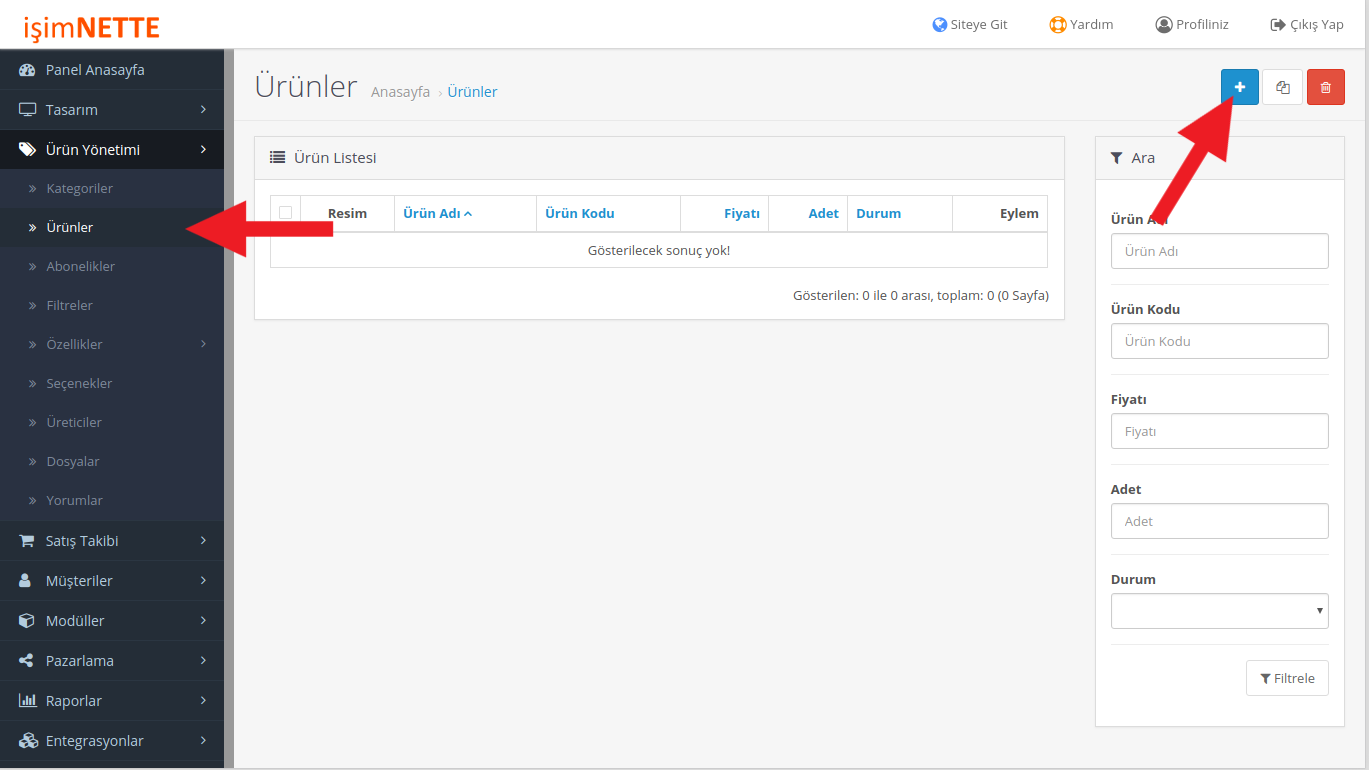 işimNETTE
Siteye Git
Yardım
Profiliniz
Çıkış Yap
Panel Anasayfa
Tasarım
Ürün Yönetimi
Kategoriler
Ürünler
Abonelikler
Filtreler
Özellikler
Seçenekler
Üreticiler
Dosyalar
Yorumlar
Satış Takibi
Müşteriler
Modüller
Pazarlama
Raporlar
Entegrasyonlar
Ürünler
Anasayfa › Ürünler
Ürün Listesi
Resim Ürün Adı Ürün Kodu Fiyatı Adet Durum Eylem
Gösterilecek sonuç yok!
Gösterilen: 0 ile 0 arası, toplam: 0 (0 Sayfa)
Ara
Ürün Adı
Ürün Adı
Ürün Kodu
Ürün Kodu
Fiyatı
Fiyatı
Adet
Adet
Durum
Filtrele